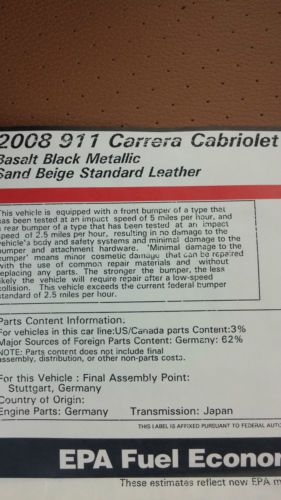 2008 911 Carrera Cabriolet
Basalt Black Metallic
Sand Beige Standard Leather
This vehicle is equipped with a front bumper of a type that
has been tested at an impact speed of 5 miles per hour, and
a rear bumper of a type that has been tested at an impact
speed of 2.5 miles per hour, resulting in no damage to the
vehicle's body and safety systems and minimal damage to the
bumper and attachment hardware. "Minimal damage to the
bumper" means minor cosmetic damage that can be repaired
with the use of common repair materials and without
replacing any parts. The stronger the bumper, the less
likely the vehicle will require repair after a low-speed
collision. This vehicle exceeds the current federal bumper
standard of 2.5 miles per hour.
Parts Content Information:
For vehicles in this car line:US/Canada parts Content:3%
Major Sources of Foreign Parts Content: Germany: 62%
NOTE: Parts content does not include final
assembly, distribution, or other non-parts costs.
For this Vehicle : Final Assembly Point:
Stuttgart, Germany
Country of Origin:
Engine Parts: Germany Transmission: Japan
THIS LABEL IS AFFIXED PURSUANT TO FEDERAL AUTO
EPA Fuel Econor
These estimates reflect new EPA m